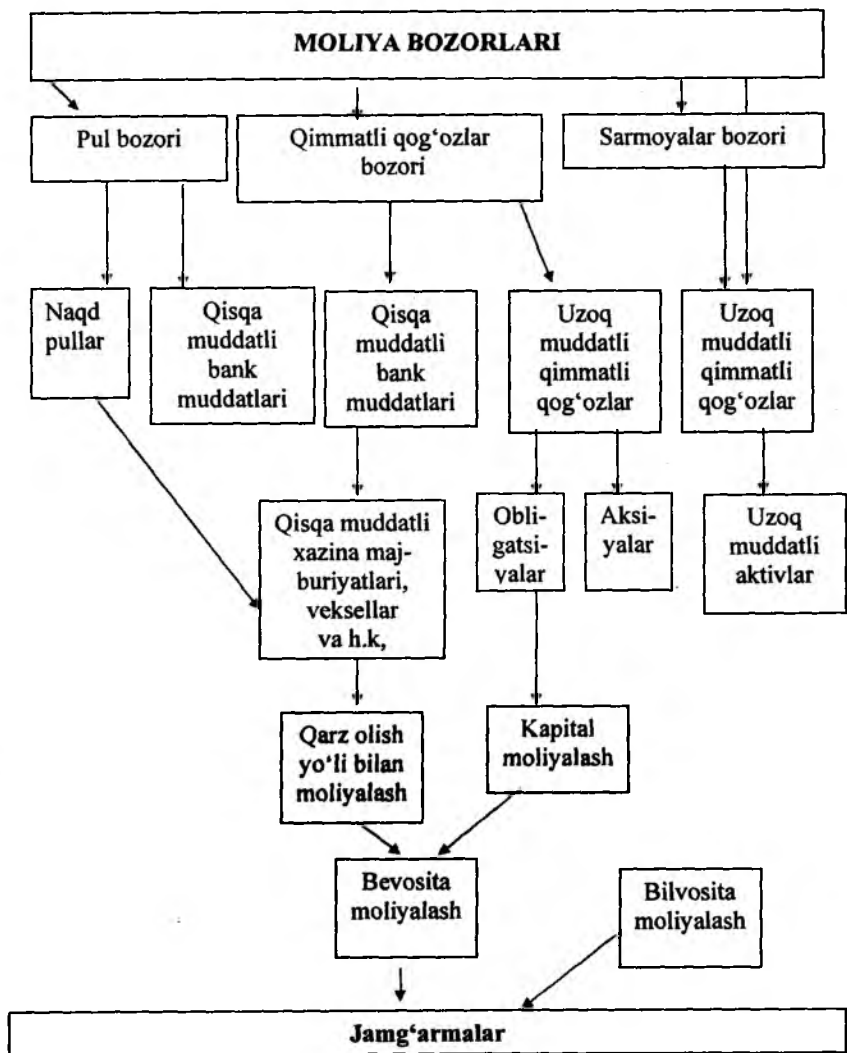 MOLIYA BOZORLARI
Pul bozori
Qimmatli qog‘ozlar
bozori
Sarmoyalar bozori
Naqd
pullar
Qisqa
muddatli
bank
muddatlari
Qisqa
muddatli
bank
muddatlari
Uzoq
muddatli
qimmatli
qog‘ozlar
Uzoq
muddatli
qimmatli
qog‘ozlar
Qisqa muddatli
xazina maj-
buriyatlari,
veksellar
va h.k,
Obli-
gatsi-
yalar
Aksi-
yalar
Uzoq
muddatli
aktivlar
Qarz olish
yo‘li bilan
moliyalash
Kapital
moliyalash
Bevosita
moliyalash
Bilvosita
moliyalash
Jamg‘armalar